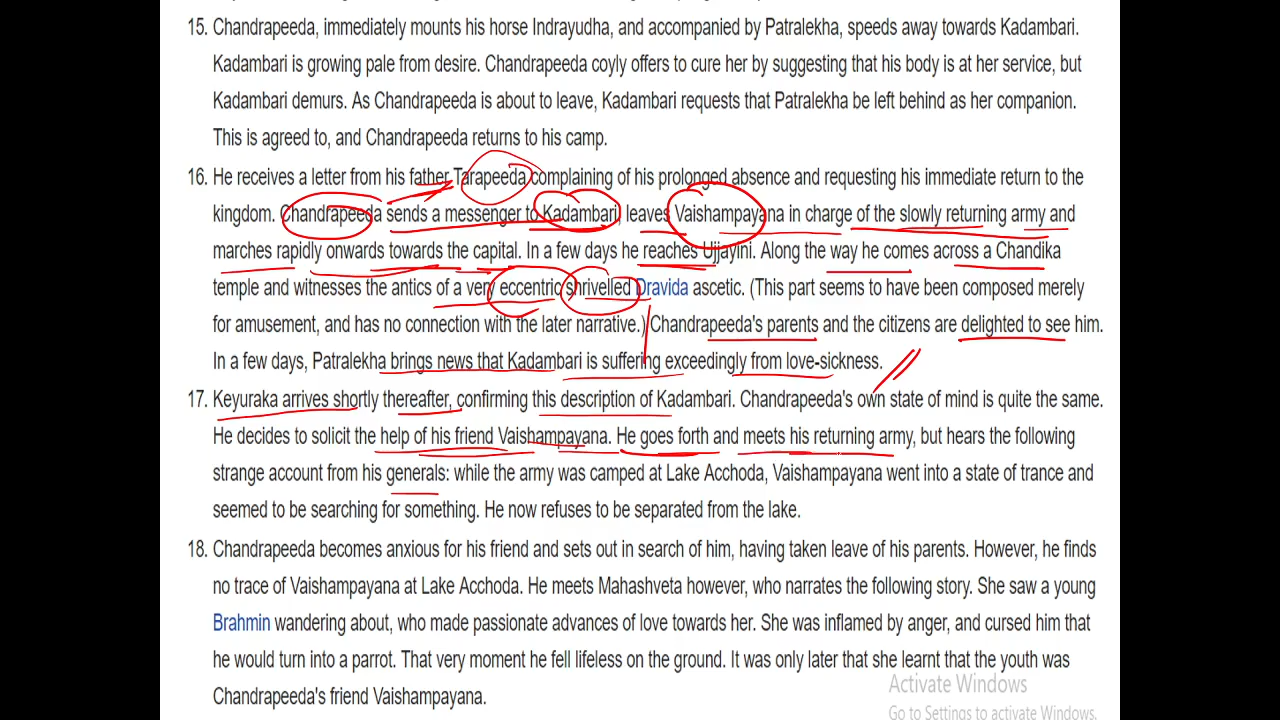 15. Chandrapeeda, immediately mounts his horse Indrayudha, and accompanied by Patralekha, speeds away towards Kadambari.
Kadambari is growing pale from desire. Chandrapeeda coyly offers to cure her by suggesting that his body is at her service, but
Kadambari demurs. As Chandrapeeda is about to leave, Kadambari requests that Patralekha be left behind as her companion.
This is agreed to, and Chandrapeeda returns to his camp.
16. He receives a letter from his father Tarapeeda complaining of his prolonged absence and requesting his immediate return to the
kingdom. Chandrapeeda sends a messenger to Kadambari, leaves Vaishampayana in charge of the slowly returning army and
marches rapidly onwards towards the capital. In a few days he reaches Ujjayini. Along the way he comes across a Chandika
temple and witnesses the antics of a very eccentric shrivelled Dravida ascetic. (This part seems to have been composed merely
for amusement, and has no connection with the later narrative.) Chandrapeeda's parents and the citizens are delighted to see him.
In a few days, Patralekha brings news that Kadambari is suffering exceedingly from love-sickness.
17. Keyuraka arrives shortly thereafter, confirming this description of Kadambari. Chandrapeeda's own state of mind is quite the same.
He decides to solicit the help of his friend Vaishampayana. He goes forth and meets his returning army, but hears the following
strange account from his generals: while the army was camped at Lake Acchoda, Vaishampayana went into a state of trance and
seemed to be searching for something. He now refuses to be separated from the lake.
18. Chandrapeeda becomes anxious for his friend and sets out in search of him, having taken leave of his parents. However, he finds
no trace of Vaishampayana at Lake Acchoda. He meets Mahashveta however, who narrates the following story. She saw a young
Brahmin wandering about, who made passionate advances of love towards her. She was inflamed by anger, and cursed him that
he would turn into a parrot. That very moment he fell lifeless on the ground. It was only later that she learnt that the youth was
Chandrapeeda's friend Vaishampayana.
Activate Windows
Go to Settings to activate Windows.